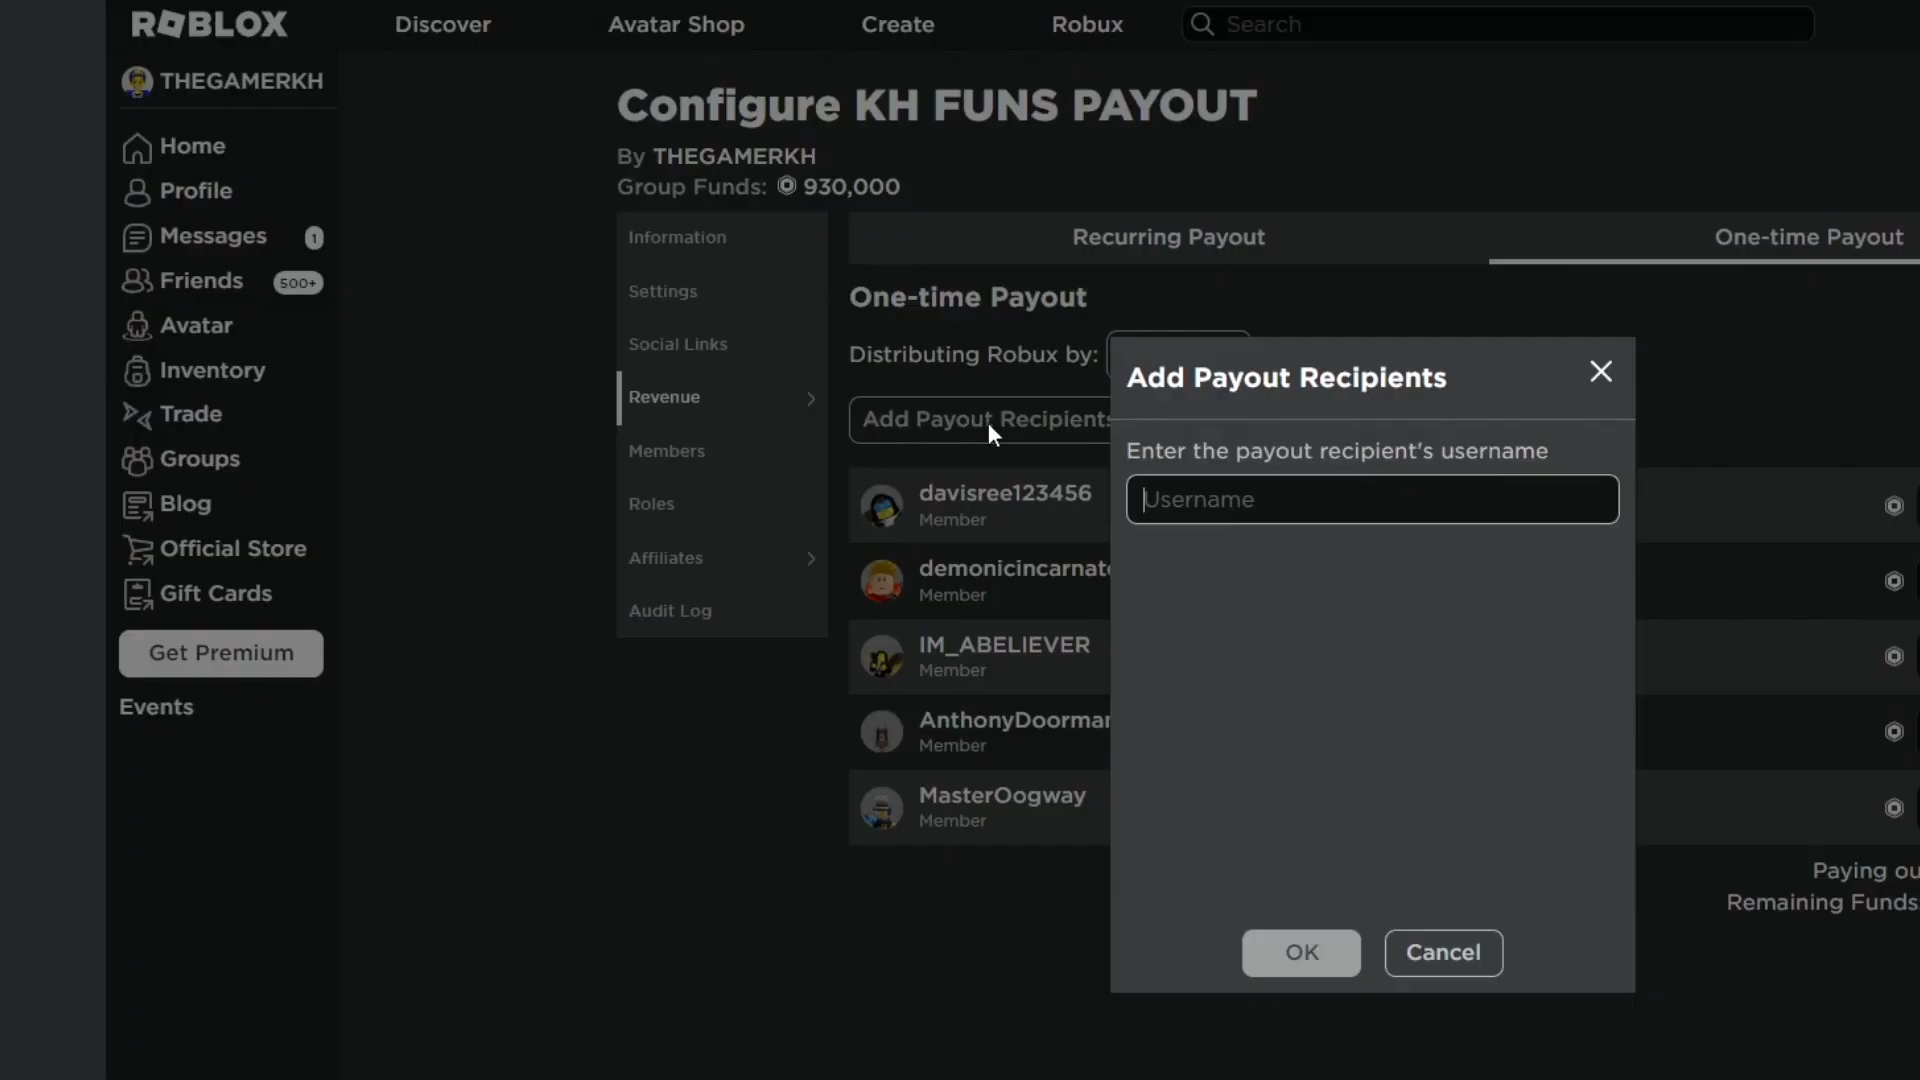 ROBLOX
Discover
Avatar Shop
Create
Robux
Search
THEGAMERKH
Home
Profile
Messages
1
Friends
500+
Avatar
Inventory
Trade
Groups
Blog
Official Store
Gift Cards
Get Premium
Events
Configure KH FUNS PAYOUT
By THEGAMERKH
Group Funds: 930,000
Information
Settings
Social Links
Revenue
Members
Roles
Affiliates
Audit Log
Recurring Payout
One-time Payout
One-time Payout
Distributing Robux by:
Add Payout Recipients
davisree123456
Member
demonicincarnate
Member
IM_ABELIEVER
Member
AnthonyDoorman
Member
MasterOogway
Member
Paying ou
Remaining Funds
Add Payout Recipients
Enter the payout recipient's username
Username
OK
Cancel